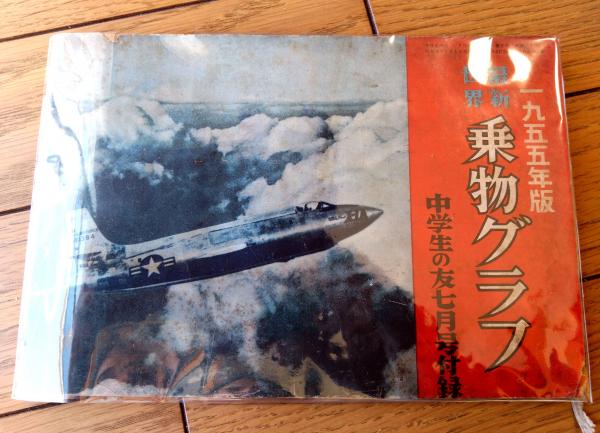 一九五五年版
最新
世界
乗物グラフ
中学生の友七月号付録